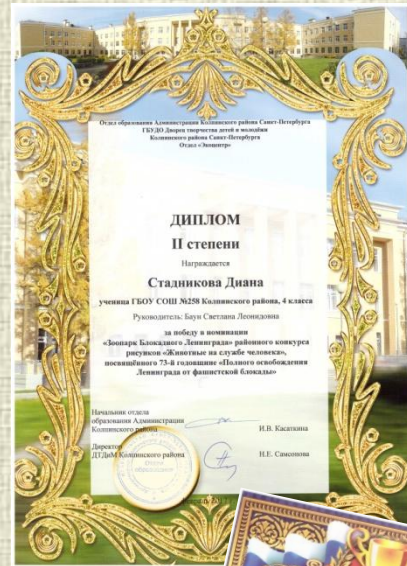 Отдел образования Администрации Колпинского района Санкт-Петербурга
ГБУДО Дворец творчества детей и молодёжи
Колпинского района Санкт-Петербурга
Отдел «Экоцентр»
ДИПЛОМ
II степени
Награждается
Стадникова Диана
ученица ГБОУ СОШ №258 Колпинского района, 4 класса
Руководитель: Баун Светлана Леонидовна
за победу в номинации
«Зоопарк Блокадного Ленинграда» районного конкурса
рисунков «Животные на службе человека»,
посвящённого 73-й годовщине «Полного освобождения
Ленинграда от фашистской блокады»
Начальник отдела
образования Администрации
Колпинского района
И.В. Касаткина
Директор
ДТДиМ Колпинского района
Н.Е. Самсонова